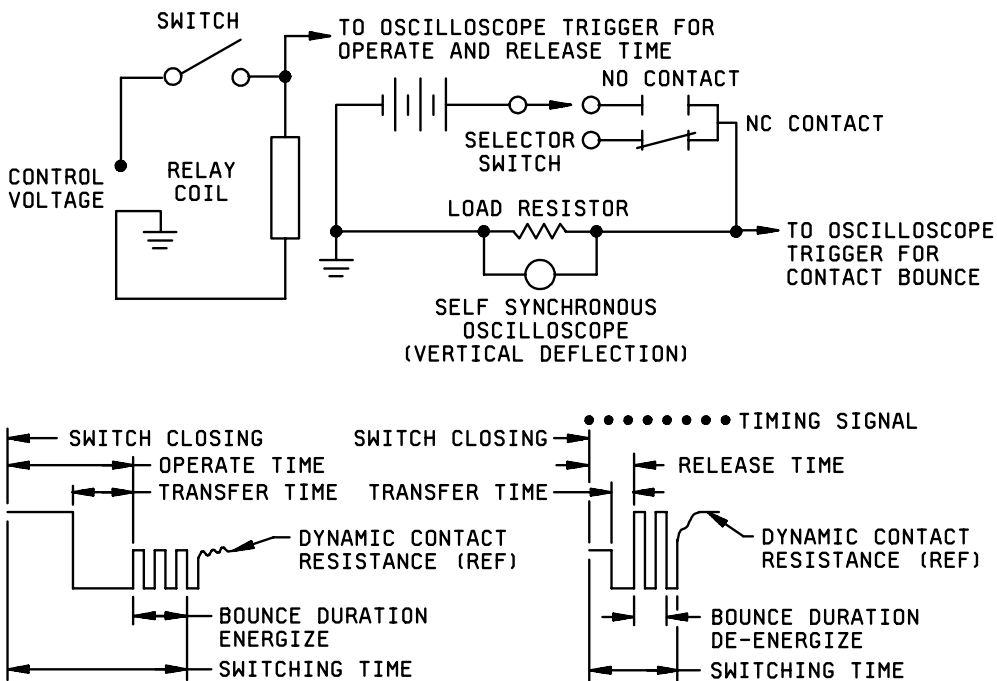 SWITCH
TO OSCILLOSCOPE TRIGGER FOR
OPERATE AND RELEASE TIME
NO CONTACT
NC CONTACT
SELECTOR
SWITCH
CONTROL
VOLTAGE
RELAY
COIL
LOAD RESISTOR
TO OSCILLOSCOPE
TRIGGER FOR
CONTACT BOUNCE
SELF SYNCHRONOUS
OSCILLOSCOPE
(VERTICAL DEFLECTION)
TIMING SIGNAL
SWITCH CLOSING
OPERATE TIME
TRANSFER TIME
DYNAMIC CONTACT
RESISTANCE (REF)
BOUNCE DURATION
ENERGIZE
SWITCHING TIME
SWITCH CLOSING
RELEASE TIME
TRANSFER TIME
DYNAMIC CONTACT
RESISTANCE (REF)
BOUNCE DURATION
DE-ENERGIZE
SWITCHING TIME